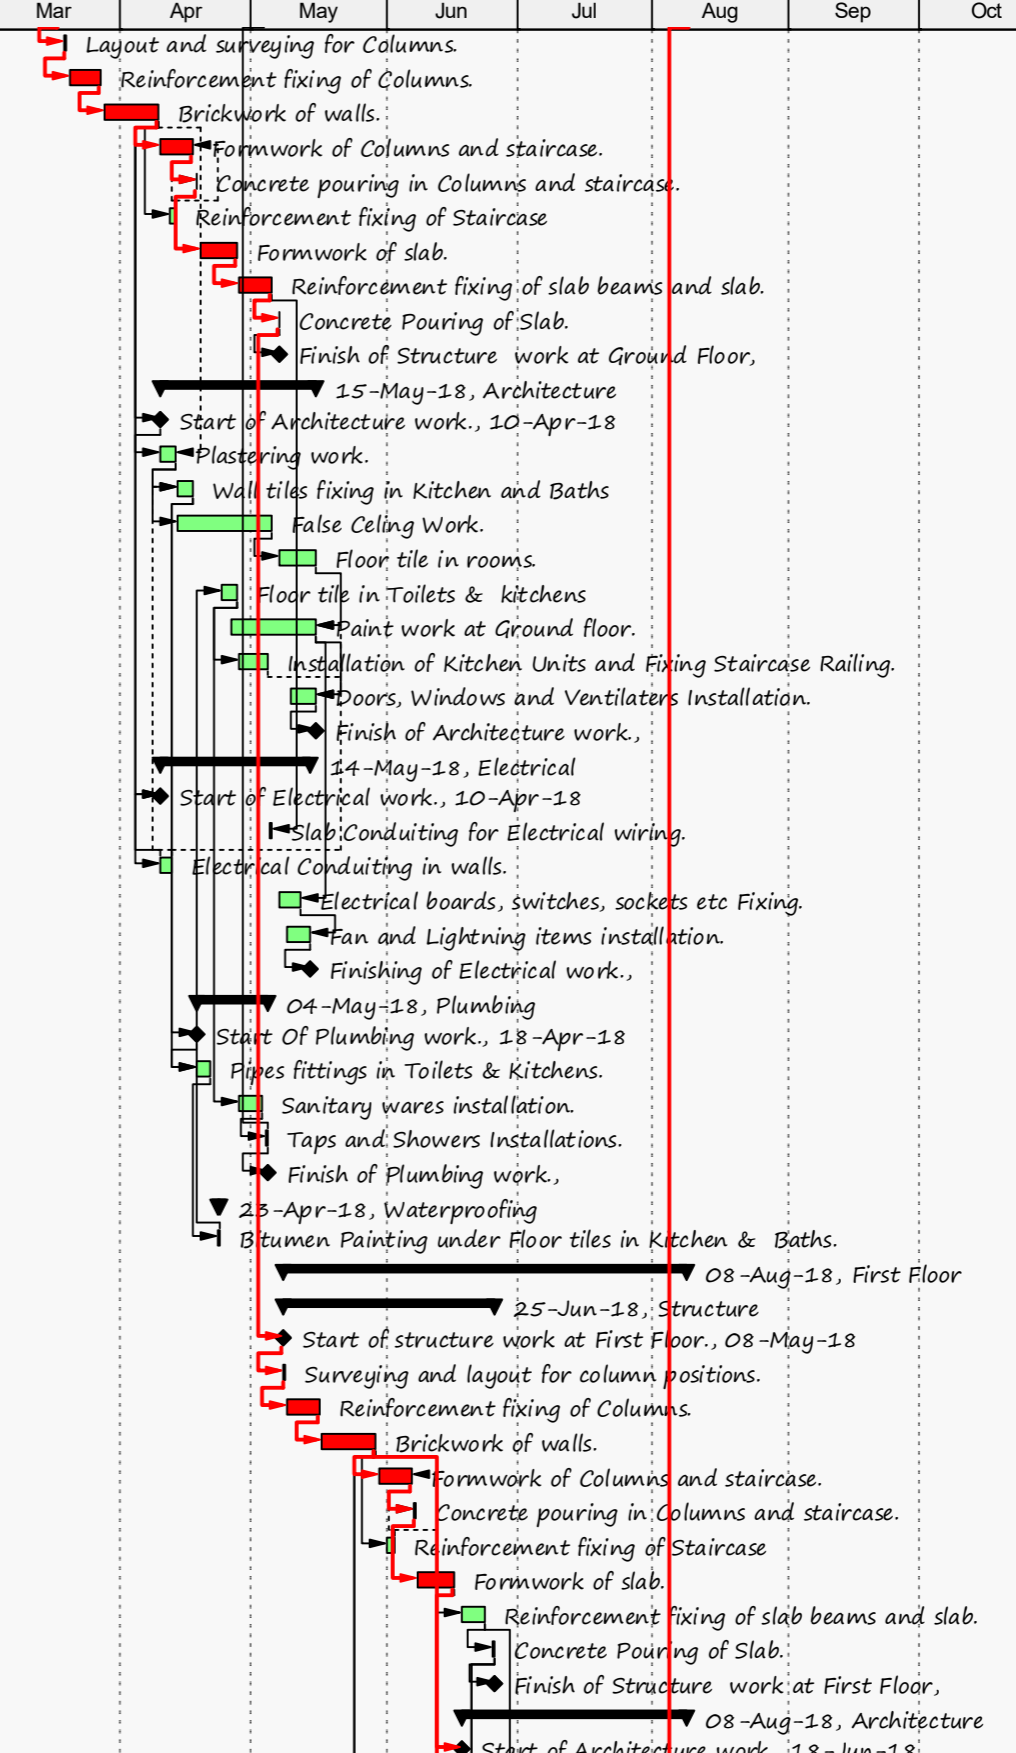 Mar Apr May Jun Jul Aug Sep Oct
Layout and surveying for Columns.
Reinforcement fixing of Columns.
Brickwork of walls.
Formwork of Columns and staircase.
Concrete pouring in Columns and staircase.
Reinforcement fixing of Staircase
Formwork of slab.
Reinforcement fixing of slab beams and slab.
Concrete Pouring of Slab.
Finish of Structure work at Ground Floor,
15-May-18, Architecture
Start of Architecture work., 10-Apr-18
Plastering work.
Wall tiles fixing in Kitchen and Baths
False Celing Work.
Floor tile in rooms.
Floor tile in Toilets & kitchens
Paint work at Ground floor.
Installation of Kitchen Units and Fixing Staircase Railing.
Doors, Windows and Ventilaters Installation.
Finish of Architecture work.,
14-May-18, Electrical
Start of Electrical work., 10-Apr-18
Slab Conduiting for Electrical wiring.
Electrical Conduiting in walls.
Electrical boards, switches, sockets etc Fixing.
Fan and Lightning items installation.
Finishing of Electrical work.,
04-May-18, Plumbing
Start Of Plumbing work., 18-Apr-18
Pipes fittings in Toilets & Kitchens.
Sanitary wares installation.
Taps and Showers Installations.
Finish of Plumbing work.,
23-Apr-18, Waterproofing
Bitumen Painting under Floor tiles in Kitchen & Baths.
08-Aug-18, First Floor
25-Jun-18, Structure
Start of structure work at First Floor., 08-May-18
Surveying and layout for column positions.
Reinforcement fixing of Columns.
Brickwork of walls.
Formwork of Columns and staircase.
Concrete pouring in Columns and staircase.
Reinforcement fixing of Staircase
Formwork of slab.
Reinforcement fixing of slab beams and slab.
Concrete Pouring of Slab.
Finish of Structure work at First Floor,
08-Aug-18, Architecture
Start of Architecture work., 18-Jun-18